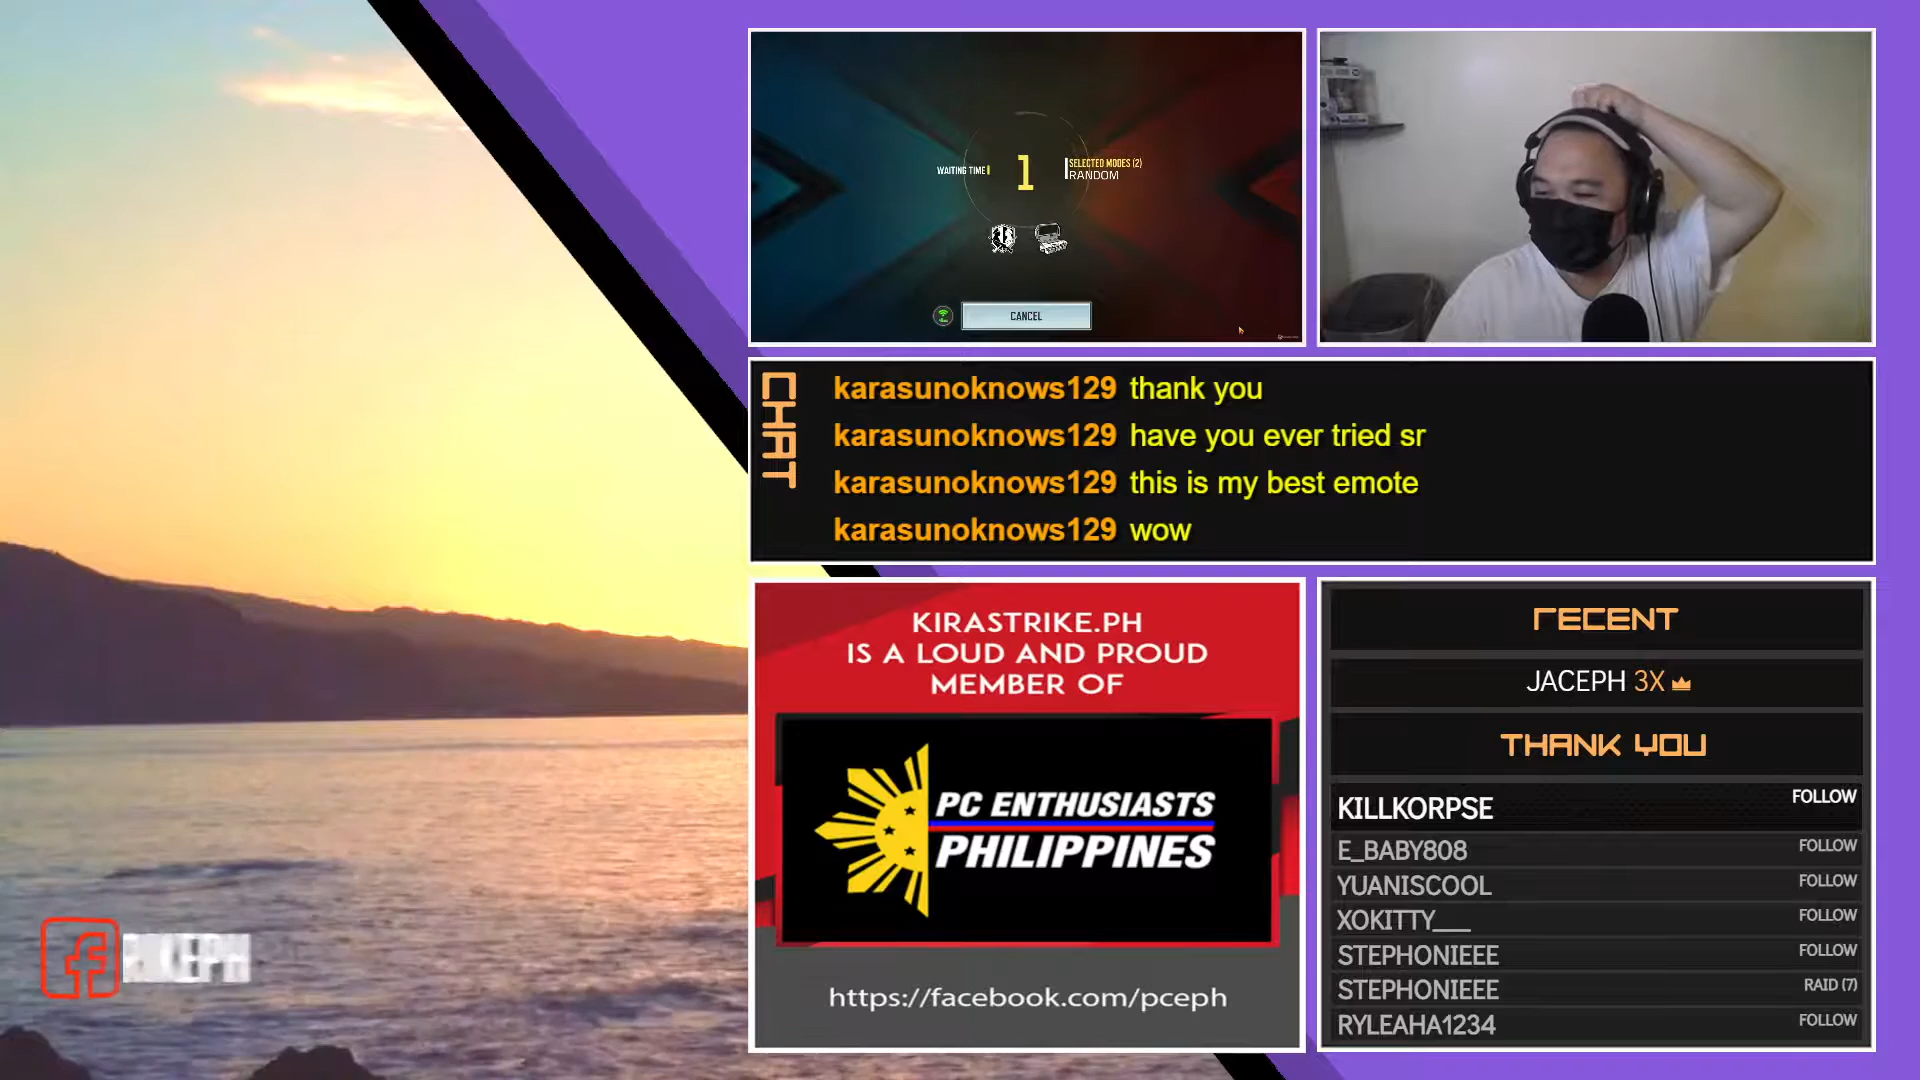 WAITING TIME
1
SELECTED MODES (2)
RANDOM
CANCEL
CHAT
karasunoknows129 thank you
karasunoknows129 have you ever tried sr
karasunoknows129 this is my best emote
karasunoknows129 wow
KIRASTRIKE.PH
IS A LOUD AND PROUD
MEMBER OF
PC ENTHUSIASTS
PHILIPPINES
https://facebook.com/pceph
RECENT
JACEPH 3X
THANK YOU
KILLKORPSE FOLLOW
E_BABY808 FOLLOW
YUANISCOOL FOLLOW
XOKITTY___ FOLLOW
STEPHONIEEE FOLLOW
STEPHONIEEE RAID (7)
RYLEAHA1234 FOLLOW